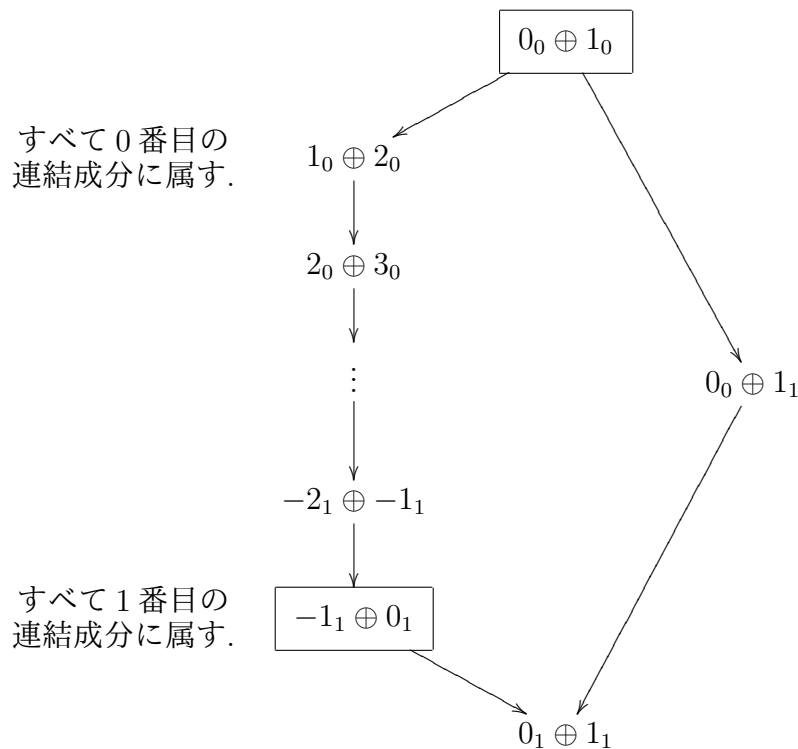 0₀ ⊕ 1₀
すべて 0 番目の
連結成分に属す.
1₀ ⊕ 2₀
2₀ ⊕ 3₀
⋮
0₀ ⊕ 1₁
−2₁ ⊕ −1₁
すべて 1 番目の
連結成分に属す.
−1₁ ⊕ 0₁
0₁ ⊕ 1₁